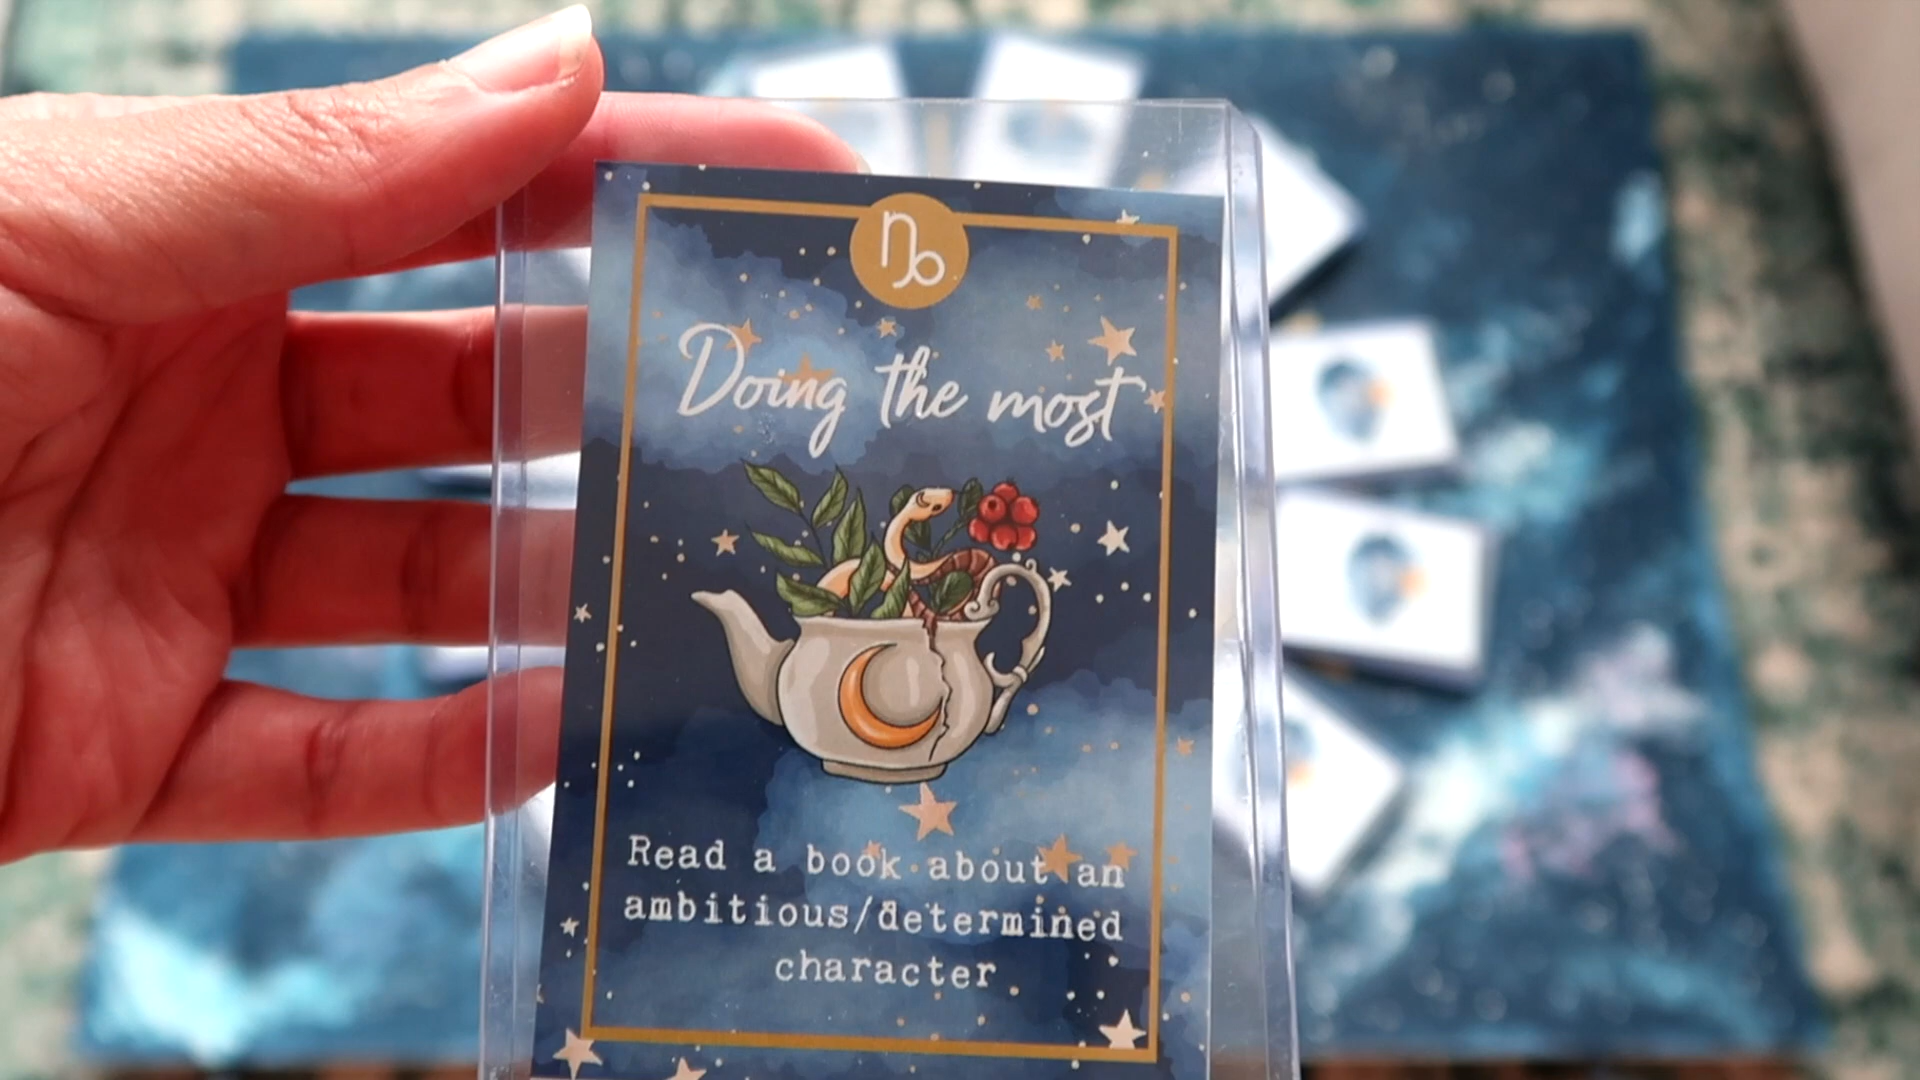 Doing the most
Read a book about an
ambitious/determined
character